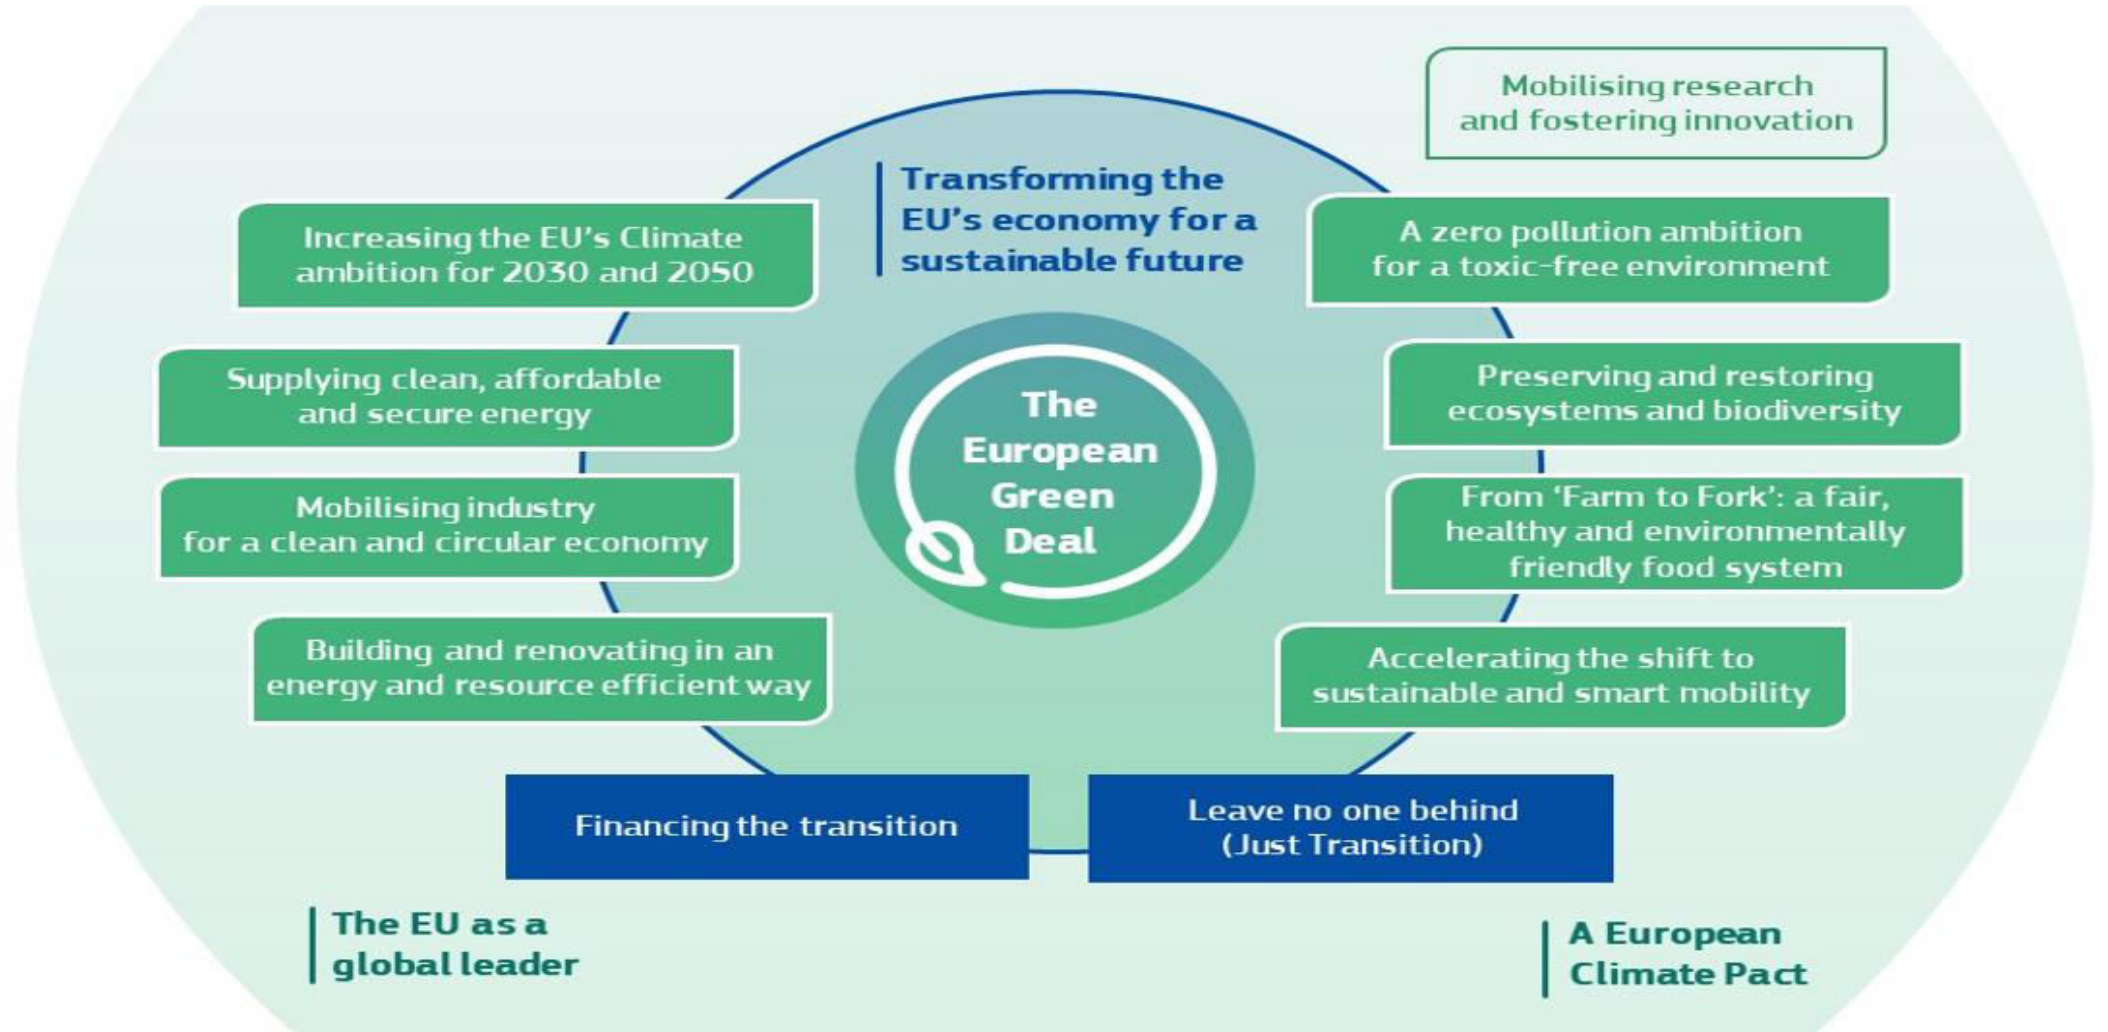 Mobilising research
and fostering innovation
Transforming the
EU's economy for a
sustainable future
Increasing the EU's Climate
ambition for 2030 and 2050
A zero pollution ambition
for a toxic-free environment
Supplying clean, affordable
and secure energy
Preserving and restoring
ecosystems and biodiversity
The
European
Green
Deal
Mobilising industry
for a clean and circular economy
From ‘Farm to Fork’: a fair,
healthy and environmentally
friendly food system
Building and renovating in an
energy and resource efficient way
Accelerating the shift to
sustainable and smart mobility
Financing the transition
Leave no one behind
(Just Transition)
The EU as a
global leader
A European
Climate Pact